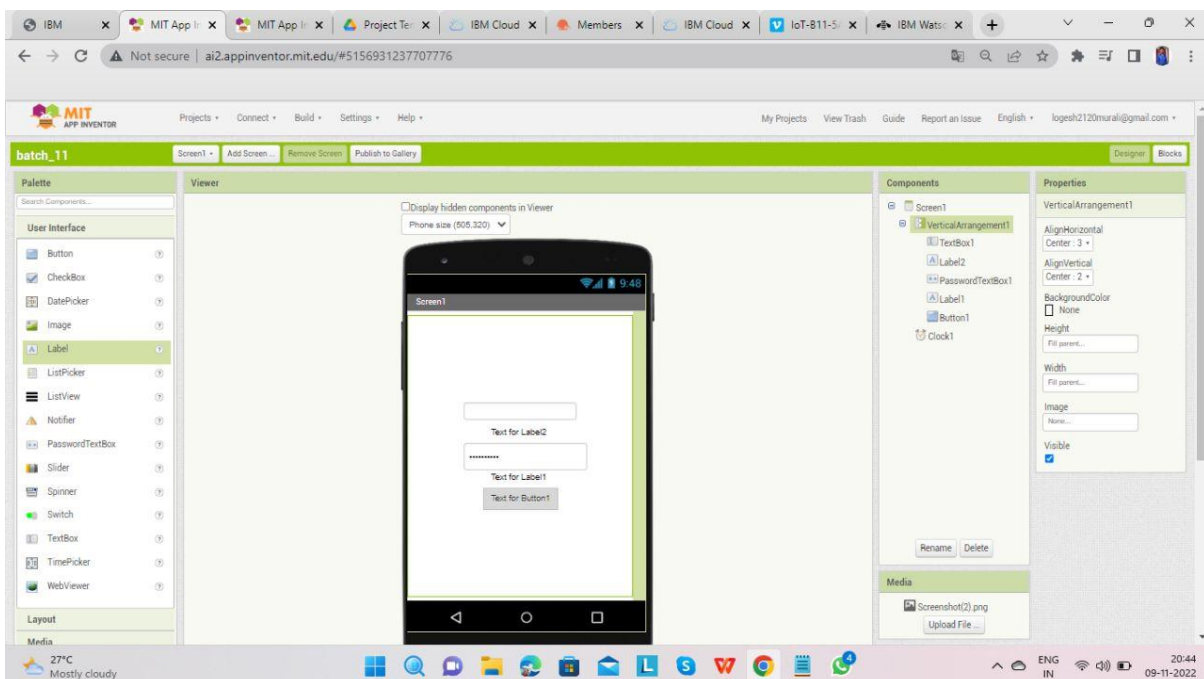 IBM
MIT App In
MIT App In
Project Ter
IBM Cloud
Members
IBM Cloud
IoT-B11-S
IBM Wats
Not secure | ai2.appinventor.mit.edu/#5156931237707776
MIT
APP INVENTOR
Projects
Connect
Build
Settings
Help
My Projects
View Trash
Guide
Report an Issue
English
logesh2120murali@gmail.com
batch_11
Screen1
Add Screen ...
Remove Screen
Publish to Gallery
Designer
Blocks
Palette
Search Components...
User Interface
Button
CheckBox
DatePicker
Image
Label
ListPicker
ListView
Notifier
PasswordTextBox
Slider
Spinner
Switch
TextBox
TimePicker
WebViewer
Layout
Media
Viewer
Display hidden components in Viewer
Phone size (505,320)
9:48
Screen1
Text for Label2
Text for Label1
Text for Button1
Components
Screen1
VerticalArrangement1
TextBox1
Label2
PasswordTextBox1
Label1
Button1
Clock1
Rename
Delete
Media
Screenshot(2).png
Upload File ...
Properties
VerticalArrangement1
AlignHorizontal
Center : 3
AlignVertical
Center : 2
BackgroundColor
None
Height
Fill parent...
Width
Fill parent...
Image
None...
Visible
27°C
Mostly cloudy
L
S
W
4
ENG
IN
20:44
09-11-2022